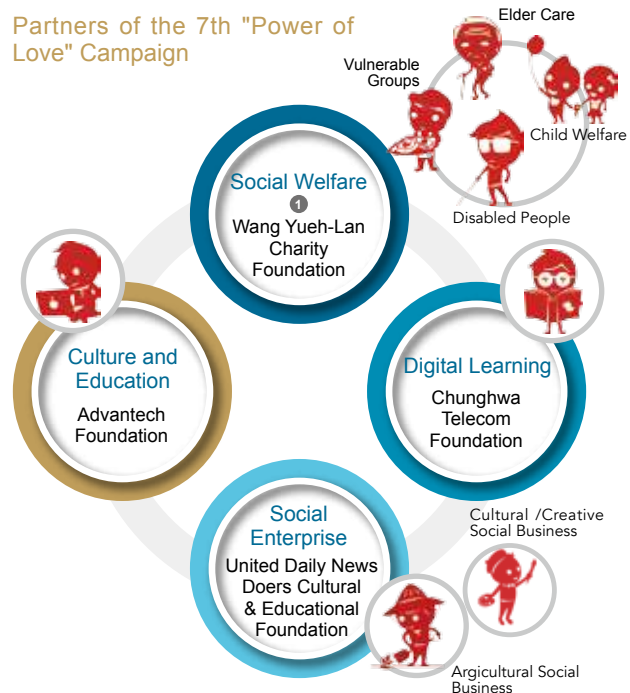 Partners of the 7th "Power of
Love" Campaign
Elder Care
Vulnerable
Groups
Child Welfare
Disabled People
Social Welfare
1
Wang Yueh-Lan
Charity
Foundation
Culture and
Education
Advantech
Foundation
Digital Learning
Chunghwa
Telecom
Foundation
Social
Enterprise
United Daily News
Doers Cultural
& Educational
Foundation
Cultural /Creative
Social Business
Argicultural Social
Business